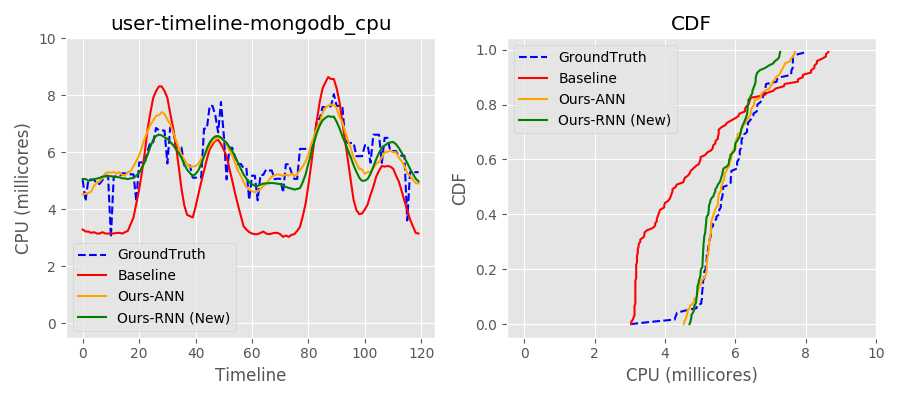 user-timeline-mongodb_cpu
CPU (millicores)
10
8
6
4
2
0
GroundTruth
Baseline
Ours-ANN
Ours-RNN (New)
0 20 40 60 80 100 120
Timeline
CDF
CDF
1.0
0.8
0.6
0.4
0.2
0.0
GroundTruth
Baseline
Ours-ANN
Ours-RNN (New)
0 2 4 6 8 10
CPU (millicores)